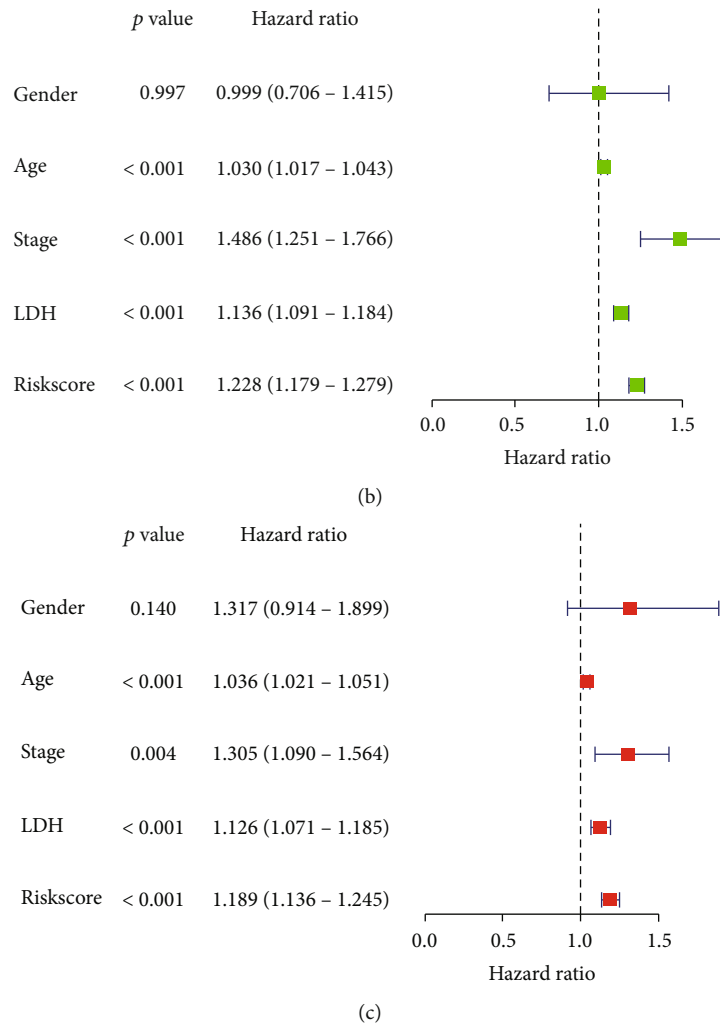 p value Hazard ratio
Gender 0.997 0.999 (0.706 – 1.415)
Age < 0.001 1.030 (1.017 – 1.043)
Stage < 0.001 1.486 (1.251 – 1.766)
LDH < 0.001 1.136 (1.091 – 1.184)
Riskscore < 0.001 1.228 (1.179 – 1.279)
0.0 0.5 1.0 1.5
Hazard ratio
(b)
p value Hazard ratio
Gender 0.140 1.317 (0.914 – 1.899)
Age < 0.001 1.036 (1.021 – 1.051)
Stage 0.004 1.305 (1.090 – 1.564)
LDH < 0.001 1.126 (1.071 – 1.185)
Riskscore < 0.001 1.189 (1.136 – 1.245)
0.0 0.5 1.0 1.5
Hazard ratio
(c)